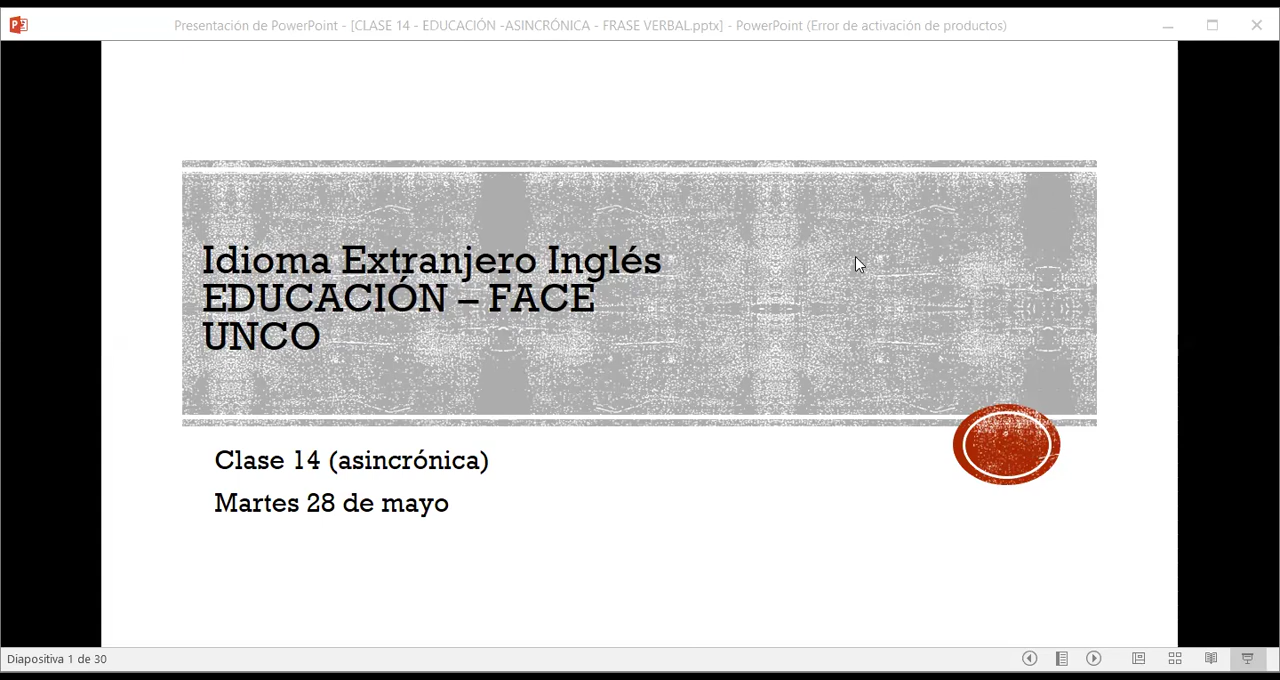 Presentación de PowerPoint - [CLASE 14 - EDUCACIÓN -ASINCRÓNICA - FRASE VERBAL.pptx] - PowerPoint (Error de activación de productos)
Idioma Extranjero Inglés
EDUCACIÓN – FACE
UNCO
Clase 14 (asincrónica)
Martes 28 de mayo
Diapositiva 1 de 30